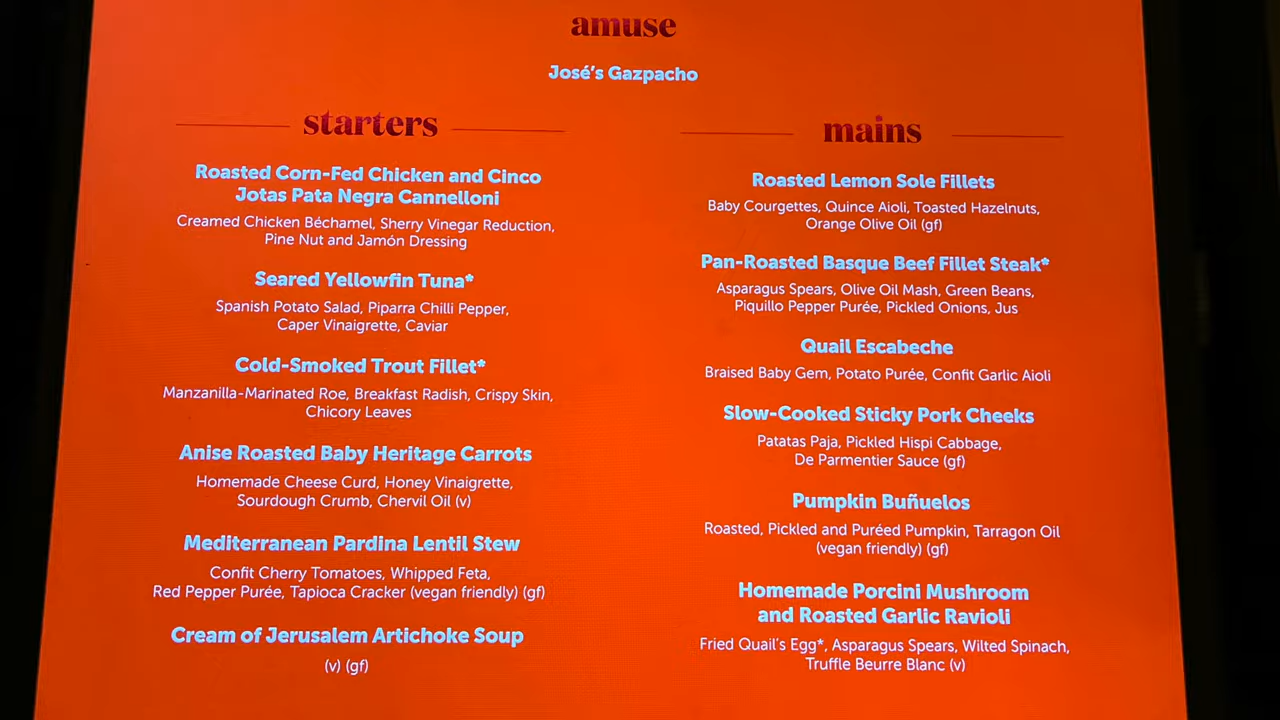 amuse
José's Gazpacho
starters
Roasted Corn-Fed Chicken and Cinco
Jotas Pata Negra Cannelloni
Creamed Chicken Béchamel, Sherry Vinegar Reduction,
Pine Nut and Jamón Dressing
Seared Yellowfin Tuna*
Spanish Potato Salad, Piparra Chilli Pepper,
Caper Vinaigrette, Caviar
Cold-Smoked Trout Fillet*
Manzanilla-Marinated Roe, Breakfast Radish, Crispy Skin,
Chicory Leaves
Anise Roasted Baby Heritage Carrots
Homemade Cheese Curd, Honey Vinaigrette,
Sourdough Crumb, Chervil Oil (v)
Mediterranean Pardina Lentil Stew
Confit Cherry Tomatoes, Whipped Feta,
Red Pepper Purée, Tapioca Cracker (vegan friendly) (gf)
Cream of Jerusalem Artichoke Soup
(v) (gf)
mains
Roasted Lemon Sole Fillets
Baby Courgettes, Quince Aioli, Toasted Hazelnuts,
Orange Olive Oil (gf)
Pan-Roasted Basque Beef Fillet Steak*
Asparagus Spears, Olive Oil Mash, Green Beans,
Piquillo Pepper Purée, Pickled Onions, Jus
Quail Escabeche
Braised Baby Gem, Potato Purée, Confit Garlic Aioli
Slow-Cooked Sticky Pork Cheeks
Patatas Paja, Pickled Hispi Cabbage,
De Parmentier Sauce (gf)
Pumpkin Buñuelos
Roasted, Pickled and Puréed Pumpkin, Tarragon Oil
(vegan friendly) (gf)
Homemade Porcini Mushroom
and Roasted Garlic Ravioli
Fried Quail's Egg*, Asparagus Spears, Wilted Spinach,
Truffle Beurre Blanc (v)